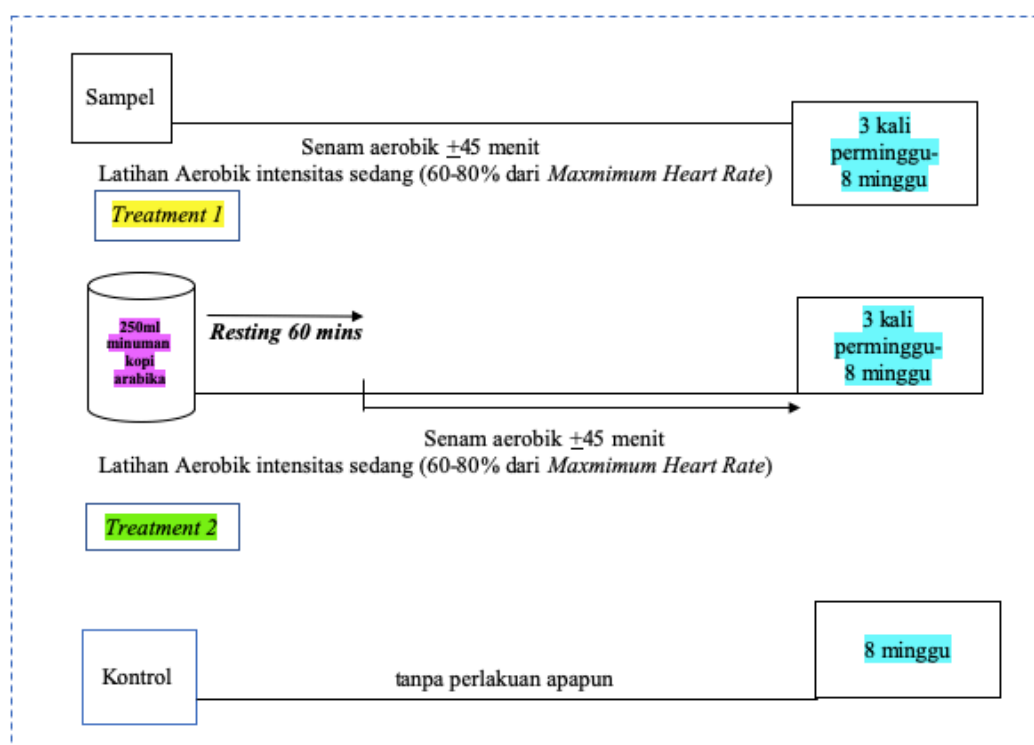 Sampel
Senam aerobik ±45 menit
Latihan Aerobik intensitas sedang (60-80% dari Maxmimum Heart Rate)
3 kali
perminggu-
8 minggu
Treatment 1
250ml
minuman
kopi
arabika
Resting 60 mins
3 kali
perminggu-
8 minggu
Senam aerobik ±45 menit
Latihan Aerobik intensitas sedang (60-80% dari Maxmimum Heart Rate)
Treatment 2
Kontrol
tanpa perlakuan apapun
8 minggu